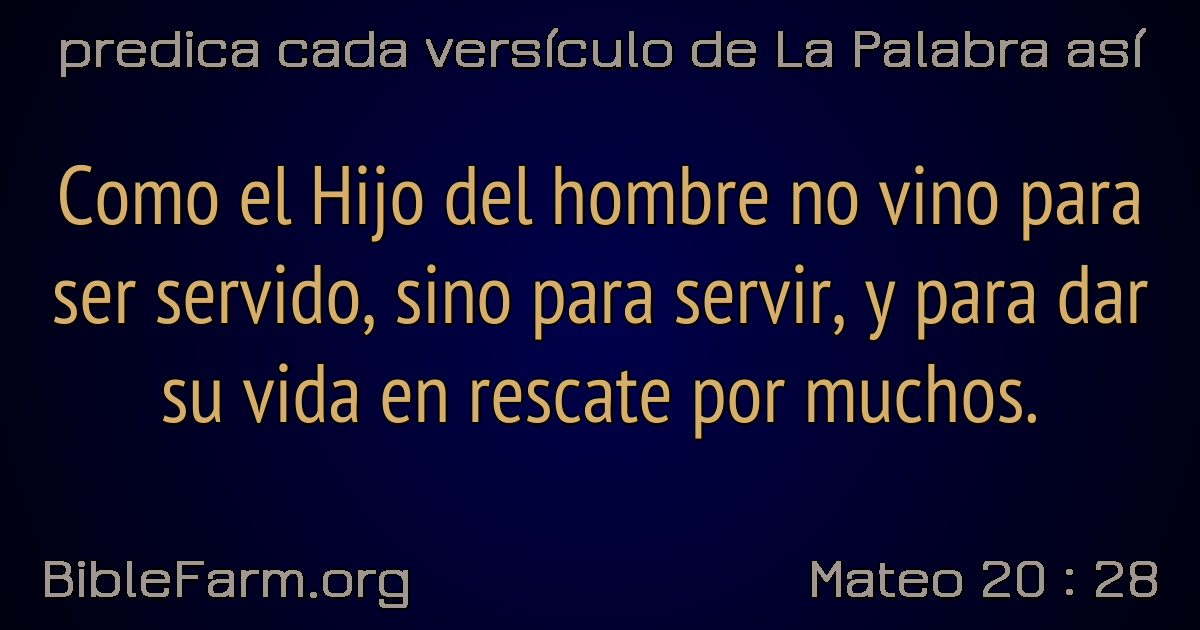 predica cada versículo de La Palabra así
Como el Hijo del hombre no vino para
ser servido, sino para servir, y para dar
su vida en rescate por muchos.
BibleFarm.org
Mateo 20 : 28